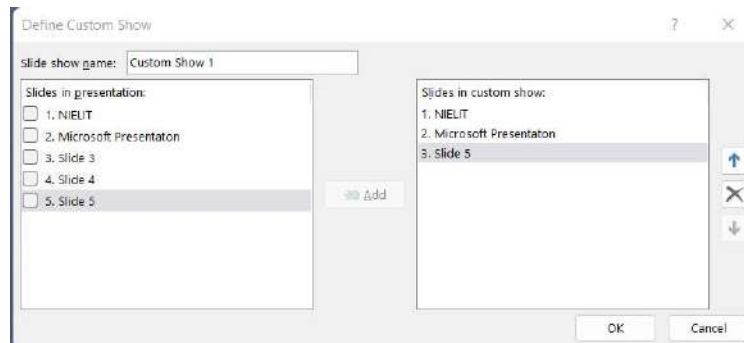 Define Custom Show
Slide show name: Custom Show 1
Slides in presentation:
1. NIELIT
2. Microsoft Presentaton
3. Slide 3
4. Slide 4
5. Slide 5
Add
Slides in custom show:
1. NIELIT
2. Microsoft Presentaton
3. Slide 5
OK Cancel